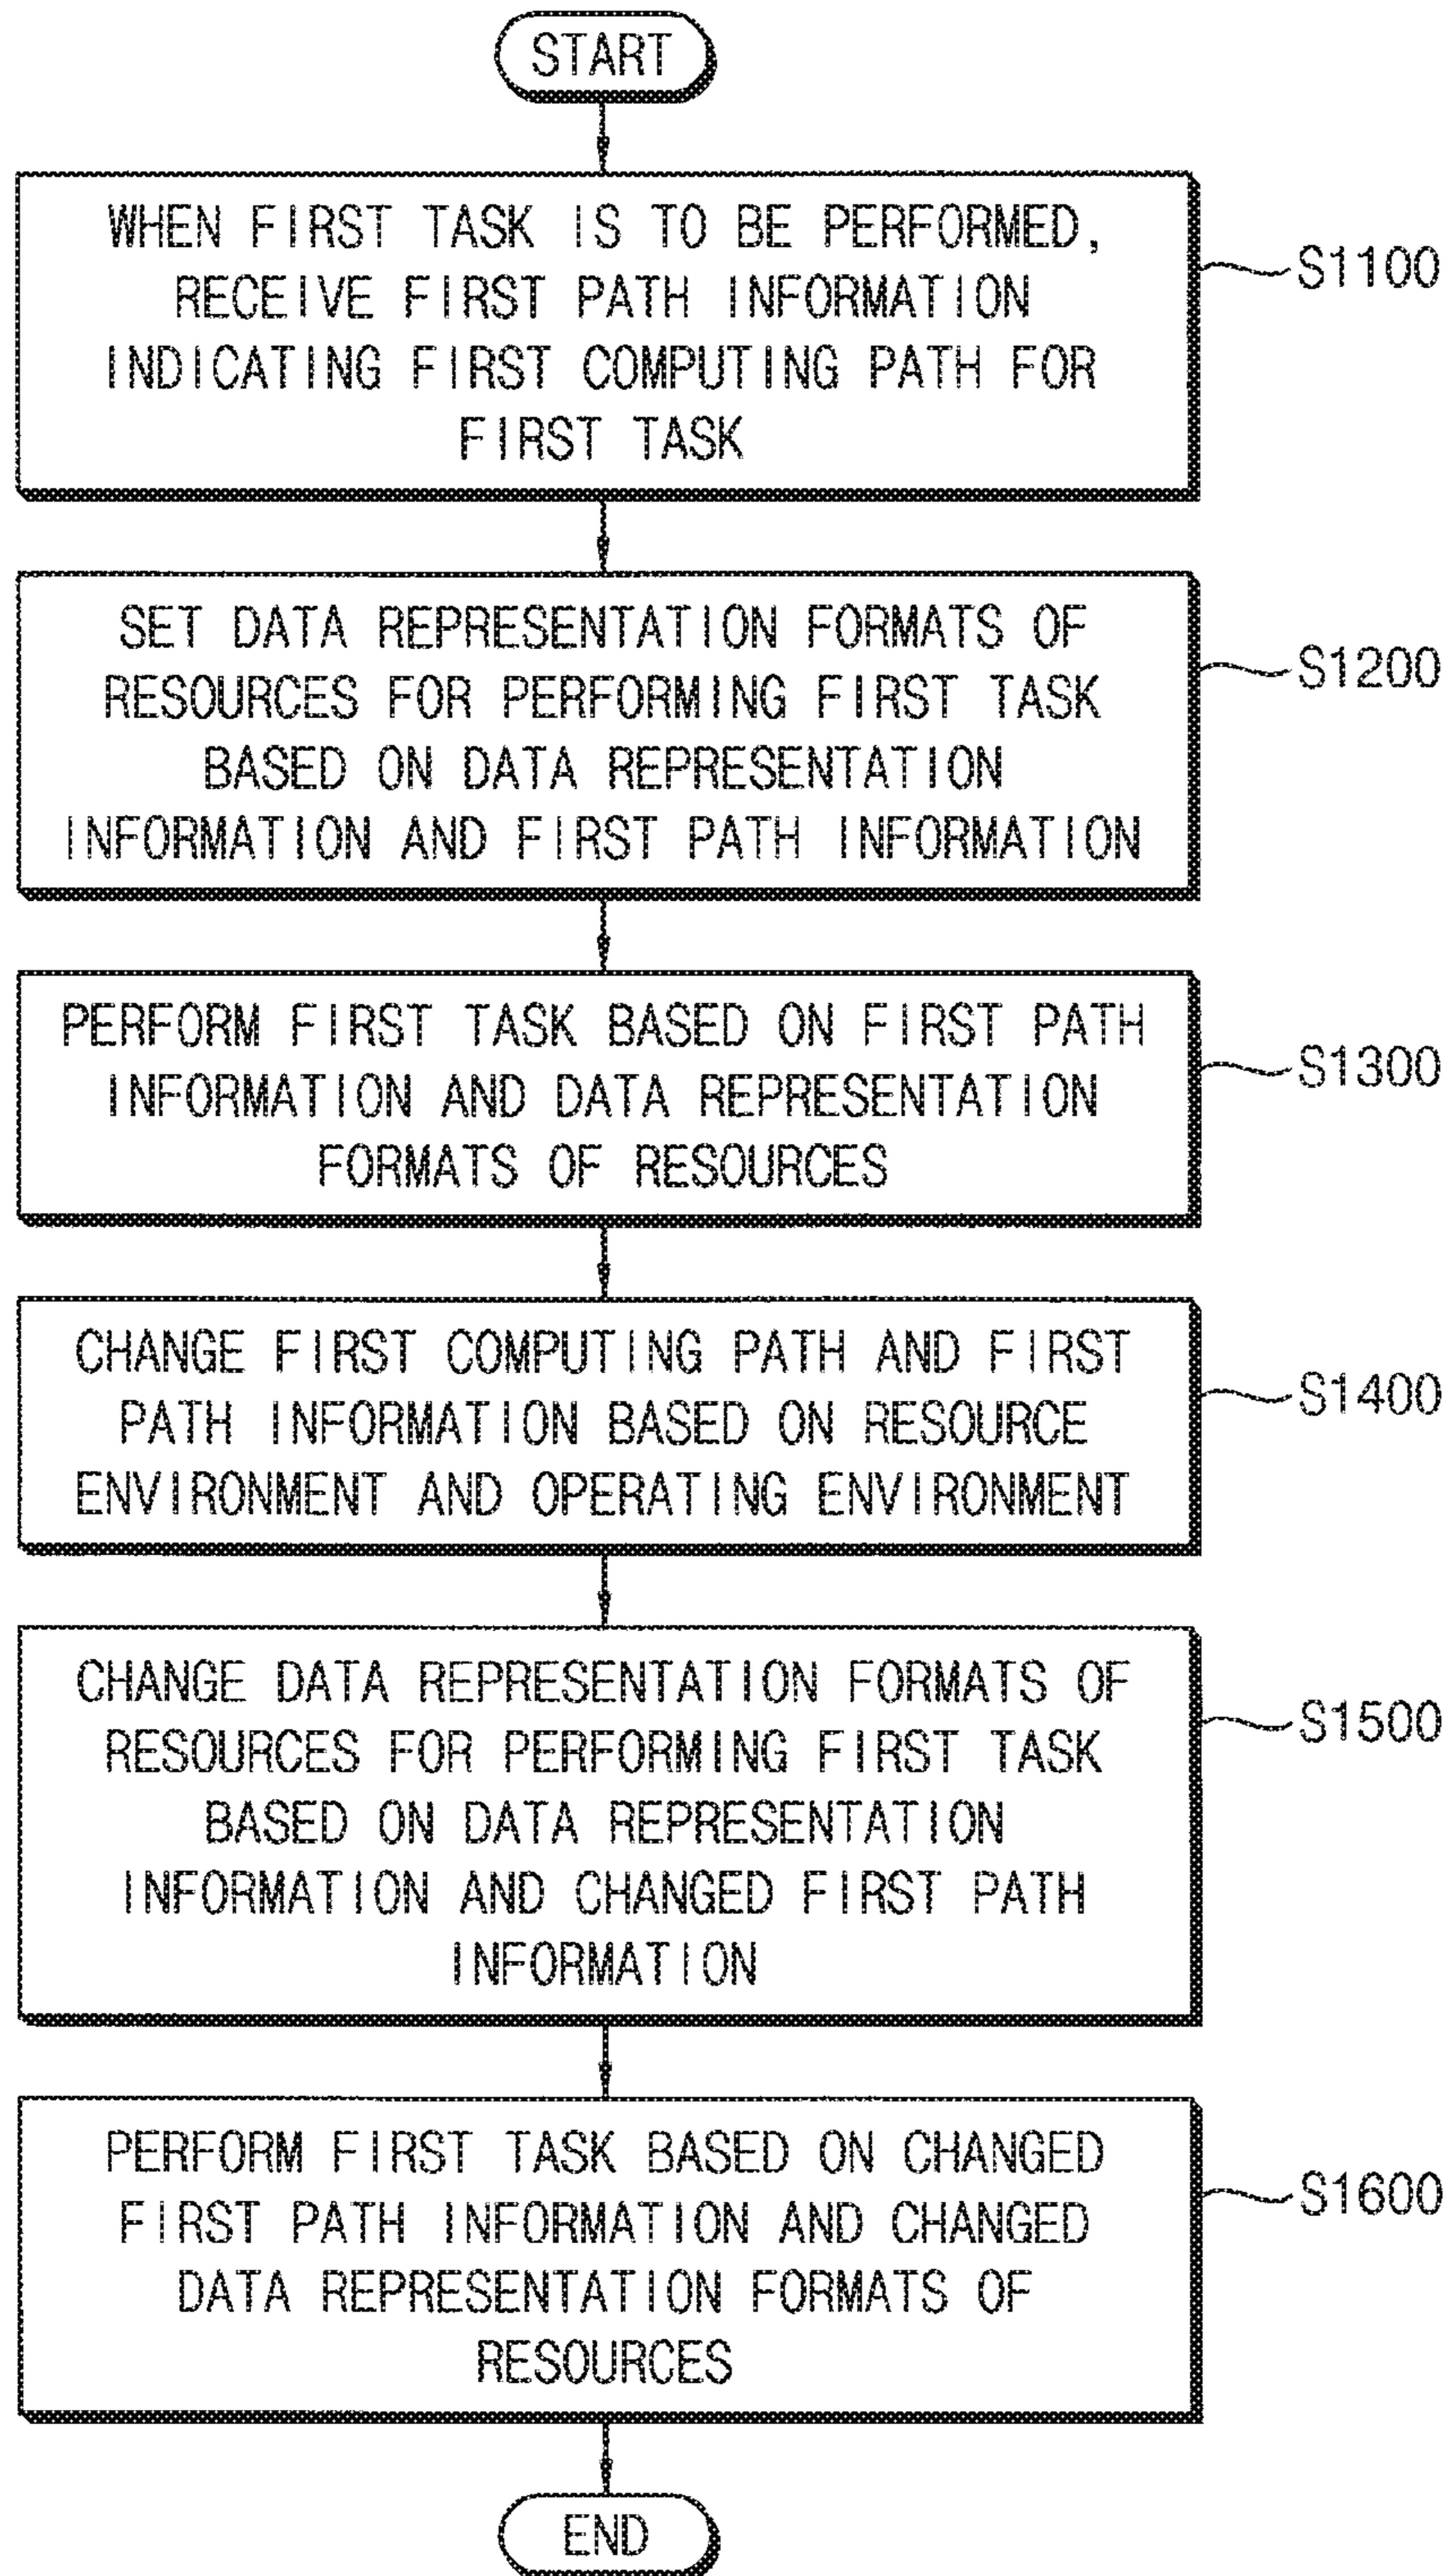 START
WHEN FIRST TASK IS TO BE PERFORMED,
RECEIVE FIRST PATH INFORMATION
INDICATING FIRST COMPUTING PATH FOR
FIRST TASK
S1100
SET DATA REPRESENTATION FORMATS OF
RESOURCES FOR PERFORMING FIRST TASK
BASED ON DATA REPRESENTATION
INFORMATION AND FIRST PATH INFORMATION
S1200
PERFORM FIRST TASK BASED ON FIRST PATH
INFORMATION AND DATA REPRESENTATION
FORMATS OF RESOURCES
S1300
CHANGE FIRST COMPUTING PATH AND FIRST
PATH INFORMATION BASED ON RESOURCE
ENVIRONMENT AND OPERATING ENVIRONMENT
S1400
CHANGE DATA REPRESENTATION FORMATS OF
RESOURCES FOR PERFORMING FIRST TASK
BASED ON DATA REPRESENTATION
INFORMATION AND CHANGED FIRST PATH
INFORMATION
S1500
PERFORM FIRST TASK BASED ON CHANGED
FIRST PATH INFORMATION AND CHANGED
DATA REPRESENTATION FORMATS OF
RESOURCES
S1600
END